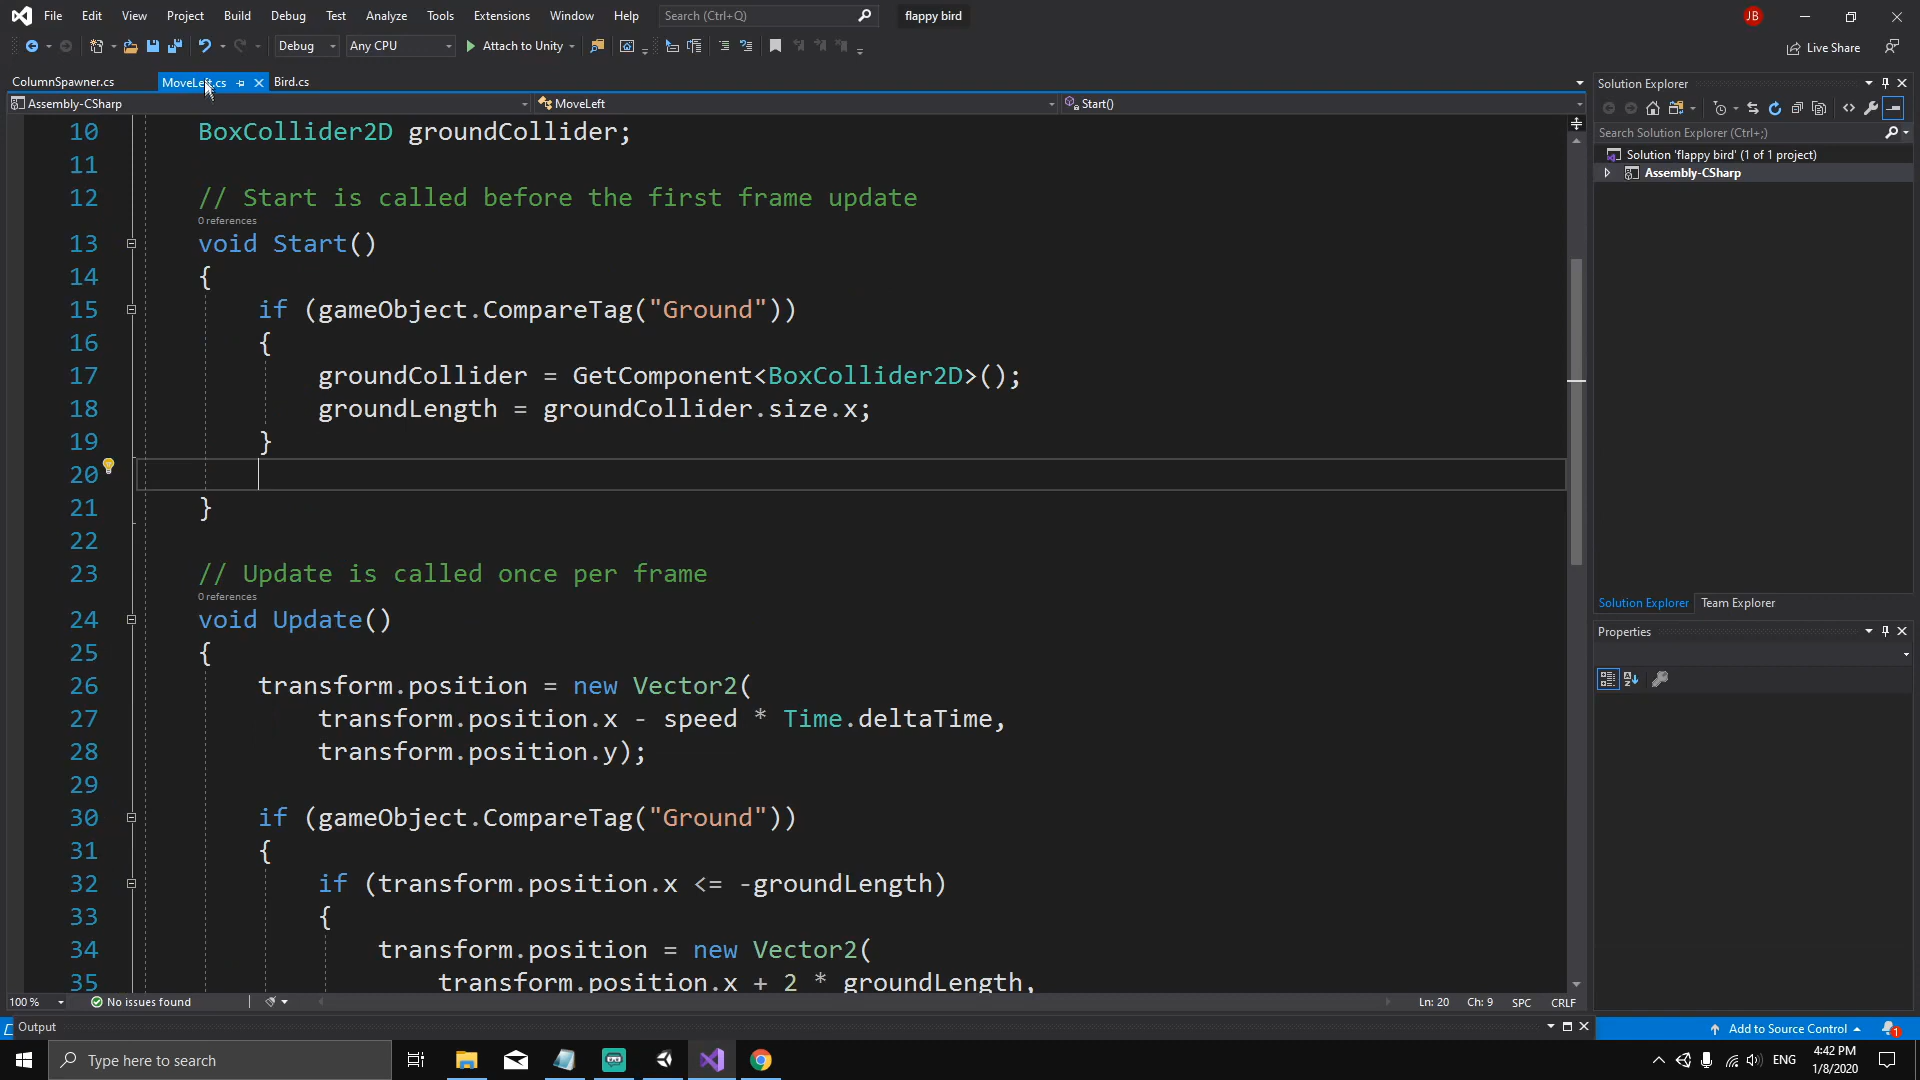 File Edit View Project Build Debug Test Analyze Tools Extensions Window Help Search (Ctrl+Q) flappy bird JB
Debug Any CPU Attach to Unity Live Share
ColumnSpawner.cs MoveLeft.cs Bird.cs
Assembly-CSharp MoveLeft Start()
10 BoxCollider2D groundCollider;
11
12 // Start is called before the first frame update
0 references
13 void Start()
14 {
15 if (gameObject.CompareTag("Ground"))
16 {
17 groundCollider = GetComponent<BoxCollider2D>();
18 groundLength = groundCollider.size.x;
19 }
20
21 }
22
23 // Update is called once per frame
0 references
24 void Update()
25 {
26 transform.position = new Vector2(
27 transform.position.x - speed * Time.deltaTime,
28 transform.position.y);
29
30 if (gameObject.CompareTag("Ground"))
31 {
32 if (transform.position.x <= -groundLength)
33 {
34 transform.position = new Vector2(
35 transform.position.x + 2 * groundLength,
100 % No issues found Ln: 20 Ch: 9 SPC CRLF
Output
Solution Explorer
Search Solution Explorer (Ctrl+;)
Solution 'flappy bird' (1 of 1 project)
Assembly-CSharp
Solution Explorer Team Explorer
Properties
Add to Source Control 1
Type here to search
ENG 4:42 PM
1/8/2020